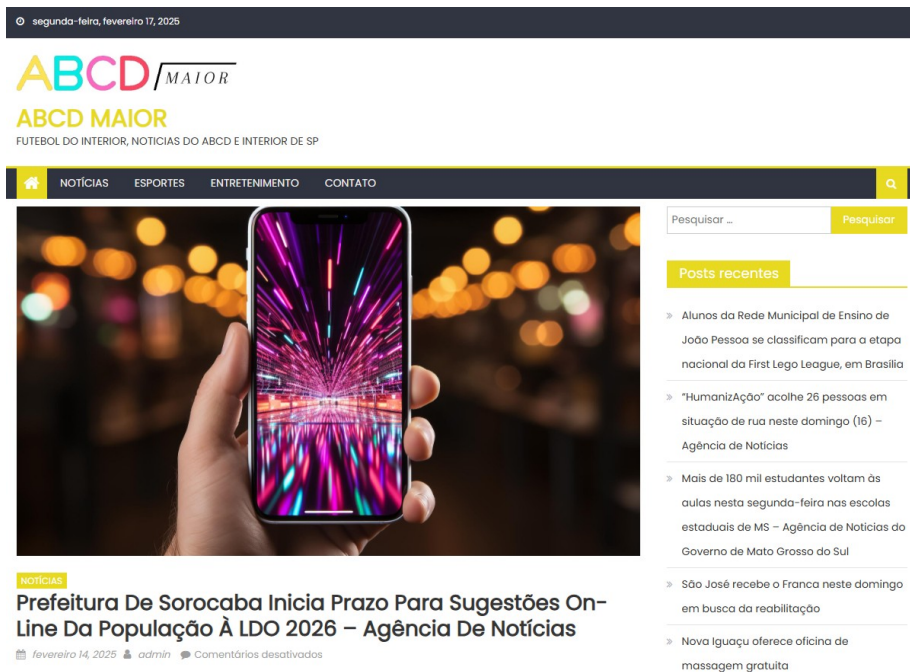 segunda-feira, fevereiro 17, 2025
ABCD MAIOR
ABCD MAIOR
FUTEBOL DO INTERIOR, NOTICIAS DO ABCD E INTERIOR DE SP
NOTÍCIAS ESPORTES ENTRETENIMENTO CONTATO
NOTÍCIAS
Prefeitura De Sorocaba Inicia Prazo Para Sugestões On-
Line Da População À LDO 2026 – Agência De Notícias
fevereiro 14, 2025 admin Comentários desativados
Pesquisar ... Pesquisar
Posts recentes
Alunos da Rede Municipal de Ensino de
João Pessoa se classificam para a etapa
nacional da First Lego League, em Brasília
“HumanizAção” acolhe 26 pessoas em
situação de rua neste domingo (16) –
Agência de Notícias
Mais de 180 mil estudantes voltam às
aulas nesta segunda-feira nas escolas
estaduais de MS – Agência de Noticias do
Governo de Mato Grosso do Sul
São José recebe o Franca neste domingo
em busca da reabilitação
Nova Iguaçu oferece oficina de
massagem gratuita